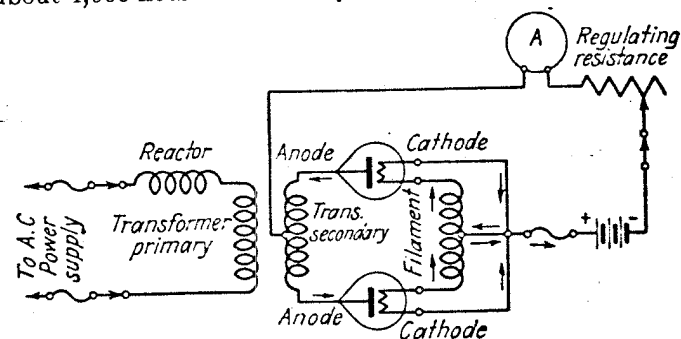 A
Regulating
resistance
Reactor
Anode
Cathode
To A.C
Power
supply
Transformer
primary
Trans.
secondary
Filament
+
-
Anode
Cathode